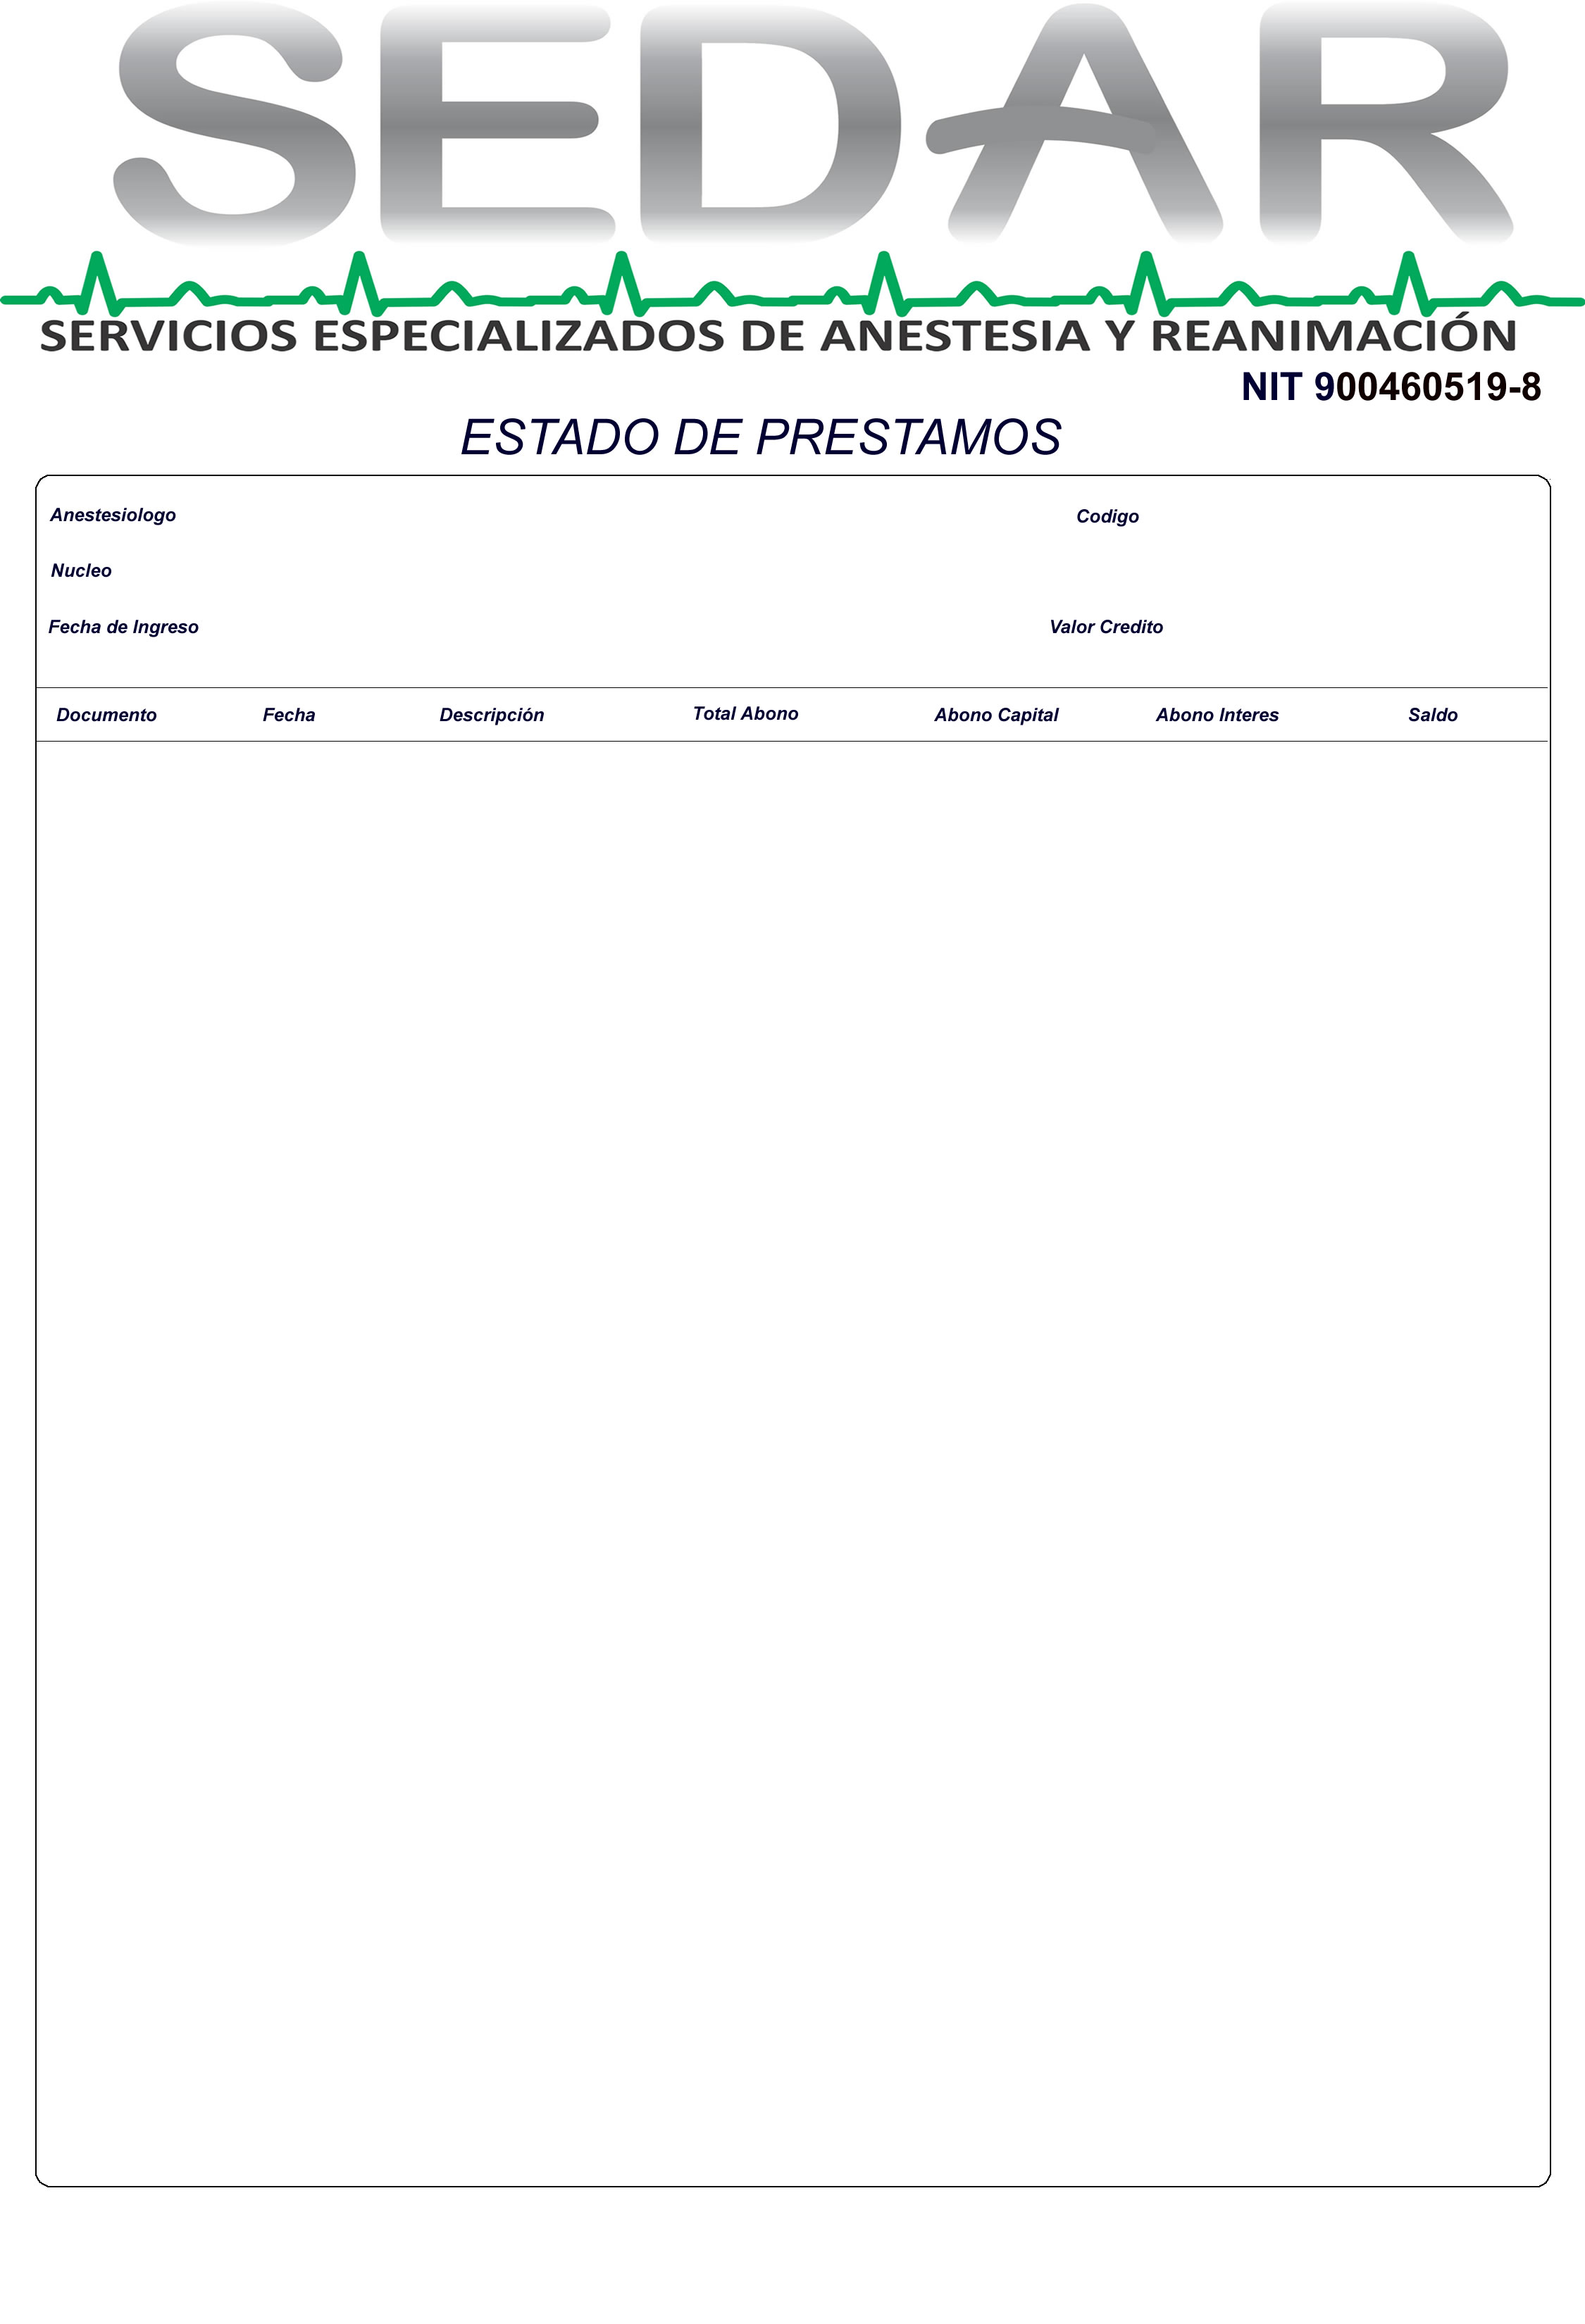 SEDAR
SERVICIOS ESPECIALIZADOS DE ANESTESIA Y REANIMACIÓN
NIT 900460519-8
ESTADO DE PRESTAMOS
Anestesiologo Codigo
Nucleo
Fecha de Ingreso Valor Credito
Documento Fecha Descripción Total Abono Abono Capital Abono Interes Saldo